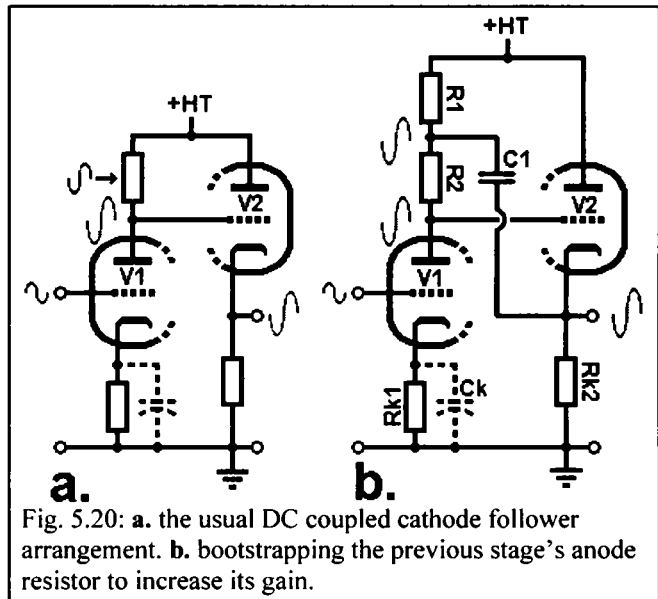 +HT
+HT
R1
C1
R2
V2
V2
V1
V1
Ck
Rk1
Rk2
a.
b.
Fig. 5.20: a. the usual DC coupled cathode follower
arrangement. b. bootstrapping the previous stage's anode
resistor to increase its gain.